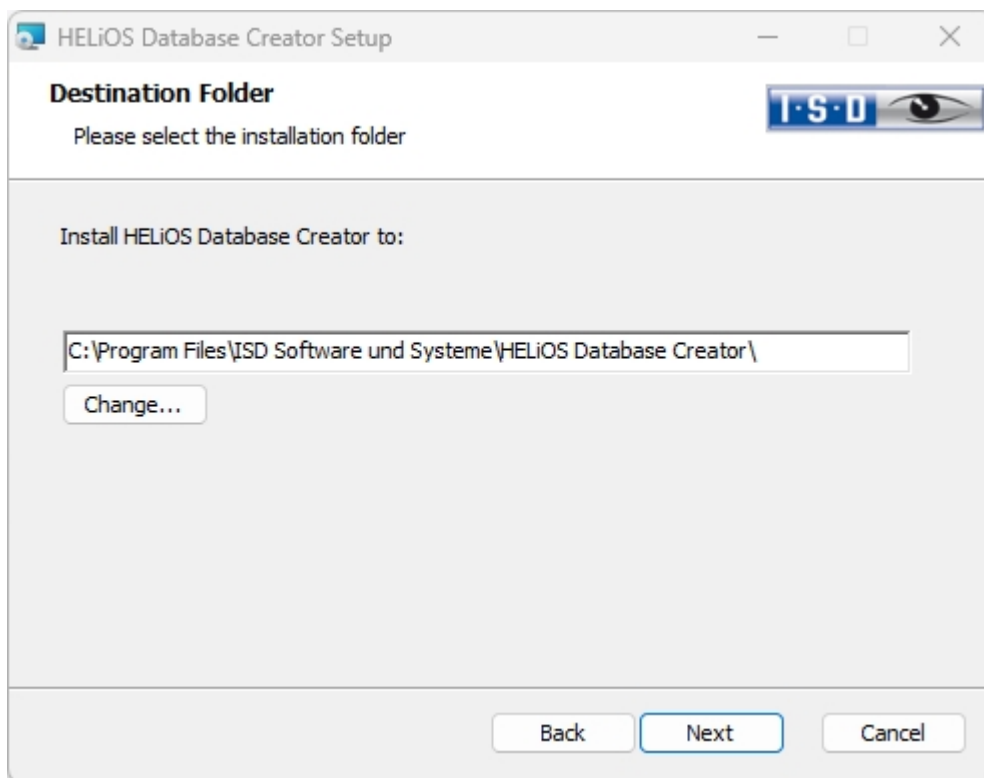 HELiOS Database Creator Setup
Destination Folder
Please select the installation folder
I·S·D
Install HELiOS Database Creator to:
C:\Program Files\ISD Software und Systeme\HELiOS Database Creator\
Change...
Back Next Cancel